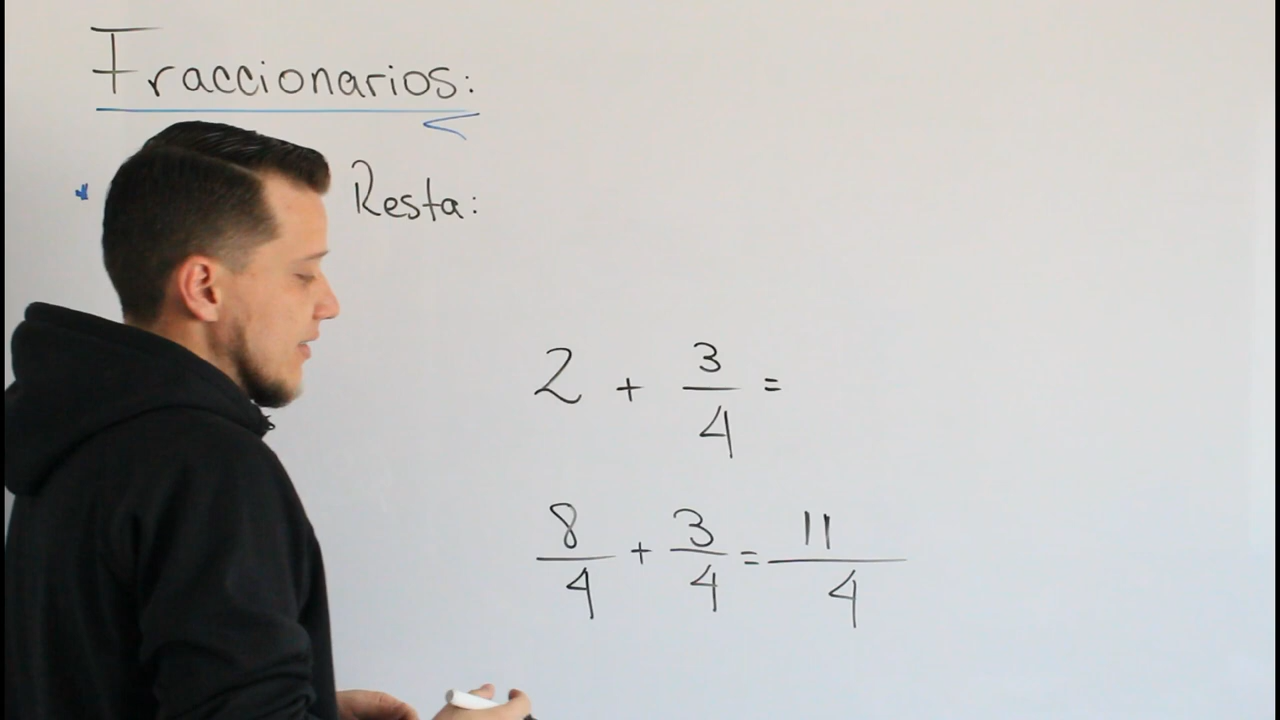 Fraccionarios:
* Resta:
2 + 3/4 =
8/4 + 3/4 = 11/4